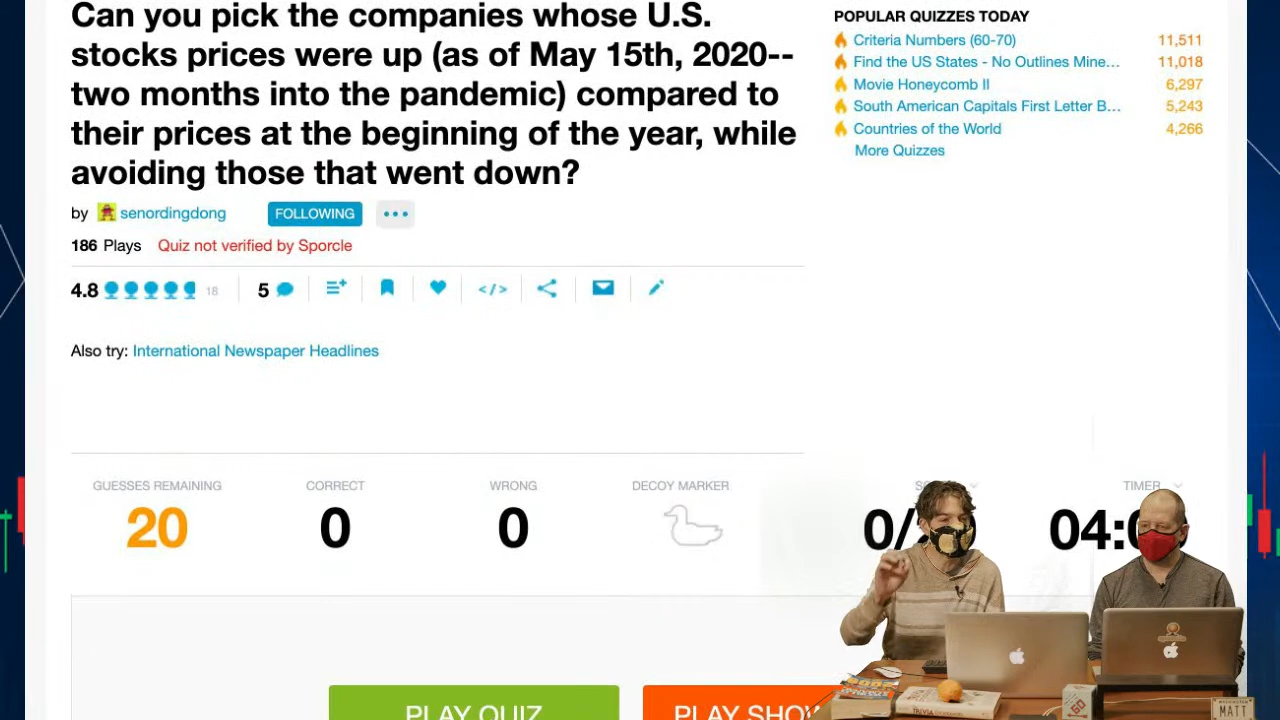 Can you pick the companies whose U.S.
stocks prices were up (as of May 15th, 2020--
two months into the pandemic) compared to
their prices at the beginning of the year, while
avoiding those that went down?
by senordingdong FOLLOWING
186 Plays Quiz not verified by Sporcle
4.8 18 5 </>
Also try: International Newspaper Headlines
POPULAR QUIZZES TODAY
Criteria Numbers (60-70) 11,511
Find the US States - No Outlines Mine... 11,018
Movie Honeycomb II 6,297
South American Capitals First Letter B... 5,243
Countries of the World 4,266
More Quizzes
GUESSES REMAINING CORRECT WRONG DECOY MARKER TIMER
20 0 0 0/ 04:
PLAY QUIZ PLAY SHOW
TRIVIA
MATT